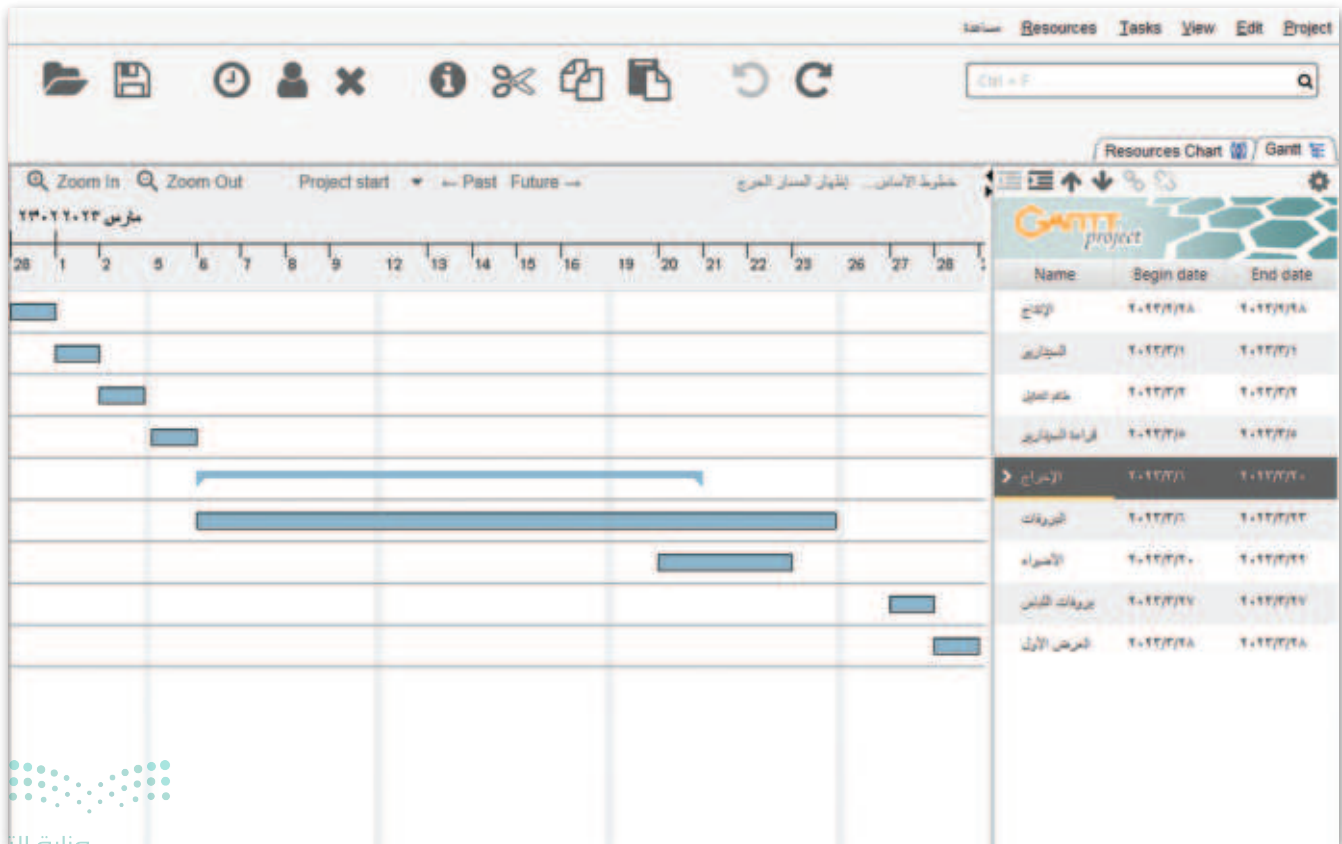 Project Edit View Tasks Resources مساعدة
Ctrl + F
Gantt Resources Chart
Zoom In Zoom Out Project start ← Past Future → إظهار المسار الحرج خطوط الأساس...
مارس ٢٠٢٣
28 1 2 5 6 7 8 9 12 13 14 15 16 19 20 21 22 23 26 27 28
GANTT project
Name Begin date End date
الإنتاج ٢٠٢٣/٢/٢٨ ٢٠٢٣/٢/٢٨
السيناريو ٢٠٢٣/٣/١ ٢٠٢٣/٣/١
طاقم التمثيل ٢٠٢٣/٣/٢ ٢٠٢٣/٣/٢
قراءة السيناريو ٢٠٢٣/٣/٥ ٢٠٢٣/٣/٥
الإخراج ٢٠٢٣/٣/٦ ٢٠٢٣/٣/٢٠
البروفات ٢٠٢٣/٣/٦ ٢٠٢٣/٣/٢٣
الأضواء ٢٠٢٣/٣/٢٠ ٢٠٢٣/٣/٢٢
بروفات اللباس ٢٠٢٣/٣/٢٧ ٢٠٢٣/٣/٢٧
العرض الأول ٢٠٢٣/٣/٢٨ ٢٠٢٣/٣/٢٨